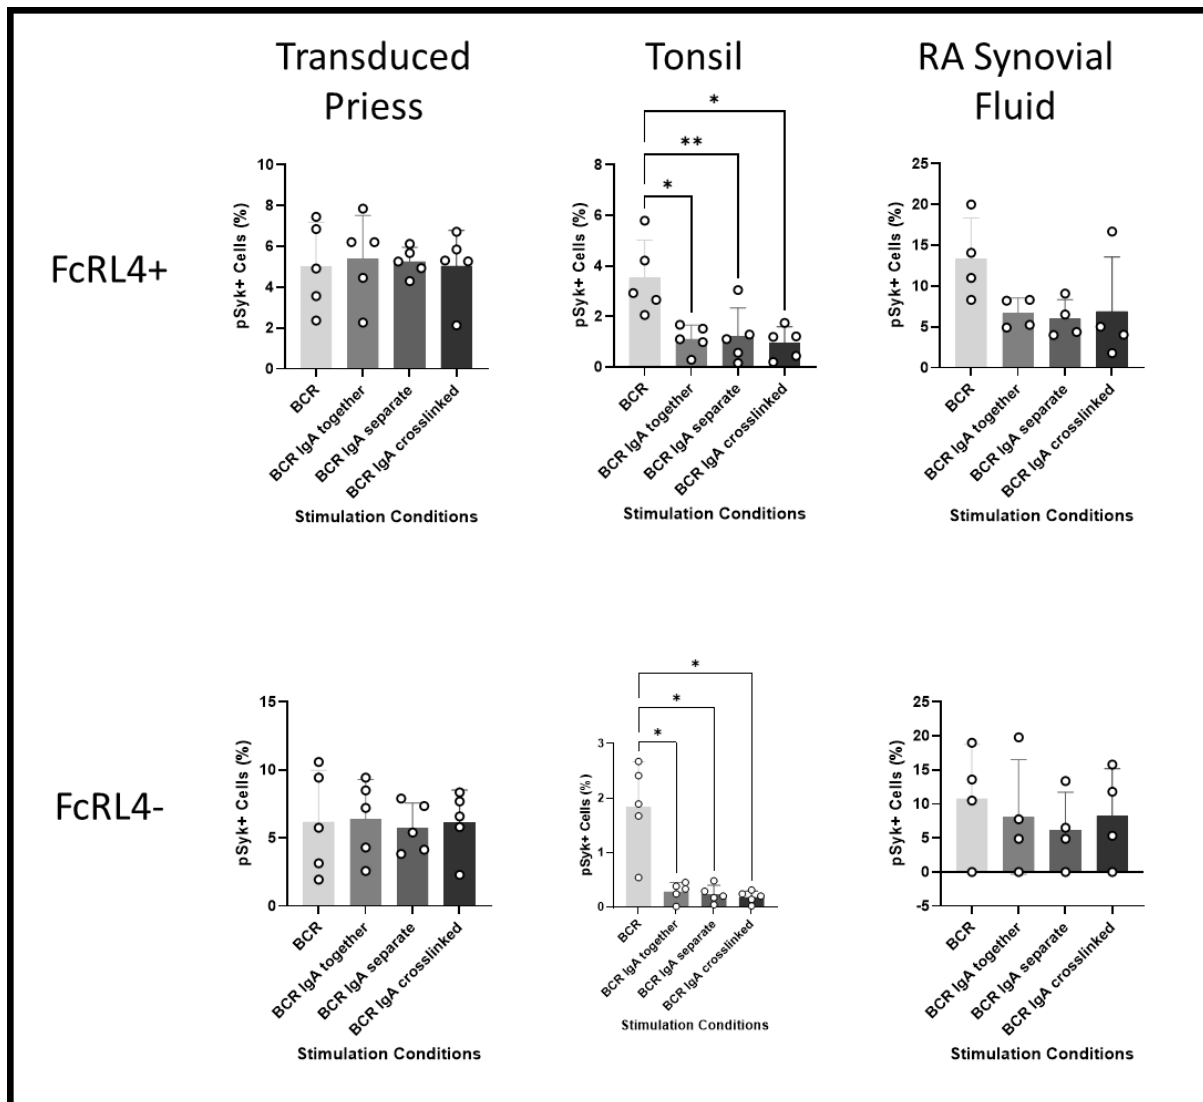 Transduced
Priess
Tonsil
RA Synovial
Fluid
FcRL4+
pSyk+ Cells (%)
10
8
6
4
2
0
BCR
BCR IgA together
BCR IgA separate
BCR IgA crosslinked
Stimulation Conditions
*
**
*
pSyk+ Cells (%)
8
6
4
2
0
BCR
BCR IgA together
BCR IgA separate
BCR IgA crosslinked
Stimulation Conditions
pSyk+ Cells (%)
25
20
15
10
5
0
BCR
BCR IgA together
BCR IgA separate
BCR IgA crosslinked
Stimulation Conditions
FcRL4-
pSyk+ Cells (%)
15
10
5
0
BCR
BCR IgA together
BCR IgA separate
BCR IgA crosslinked
Stimulation Conditions
*
*
*
pSyk+ Cells (%)
3
2
1
0
BCR
BCR IgA together
BCR IgA separate
BCR IgA crosslinked
Stimulation Conditions
pSyk+ Cells (%)
25
20
15
10
5
0
-5
BCR
BCR IgA together
BCR IgA separate
BCR IgA crosslinked
Stimulation Conditions